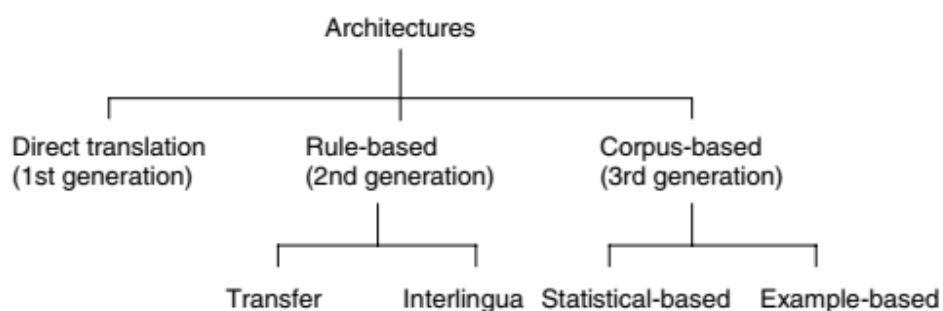 Architectures
Direct translation
(1st generation)
Rule-based
(2nd generation)
Corpus-based
(3rd generation)
Transfer
Interlingua
Statistical-based
Example-based